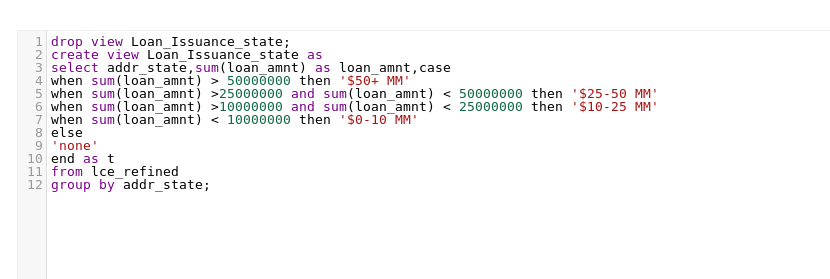 1 drop view Loan_Issuance_state;
2 create view Loan_Issuance_state as
3 select addr_state,sum(loan_amnt) as loan_amnt,case
4 when sum(loan_amnt) > 50000000 then '$50+ MM'
5 when sum(loan_amnt) >25000000 and sum(loan_amnt) < 50000000 then '$25-50 MM'
6 when sum(loan_amnt) >10000000 and sum(loan_amnt) < 25000000 then '$10-25 MM'
7 when sum(loan_amnt) < 10000000 then '$0-10 MM'
8 else
9 'none'
10 end as t
11 from lce_refined
12 group by addr_state;